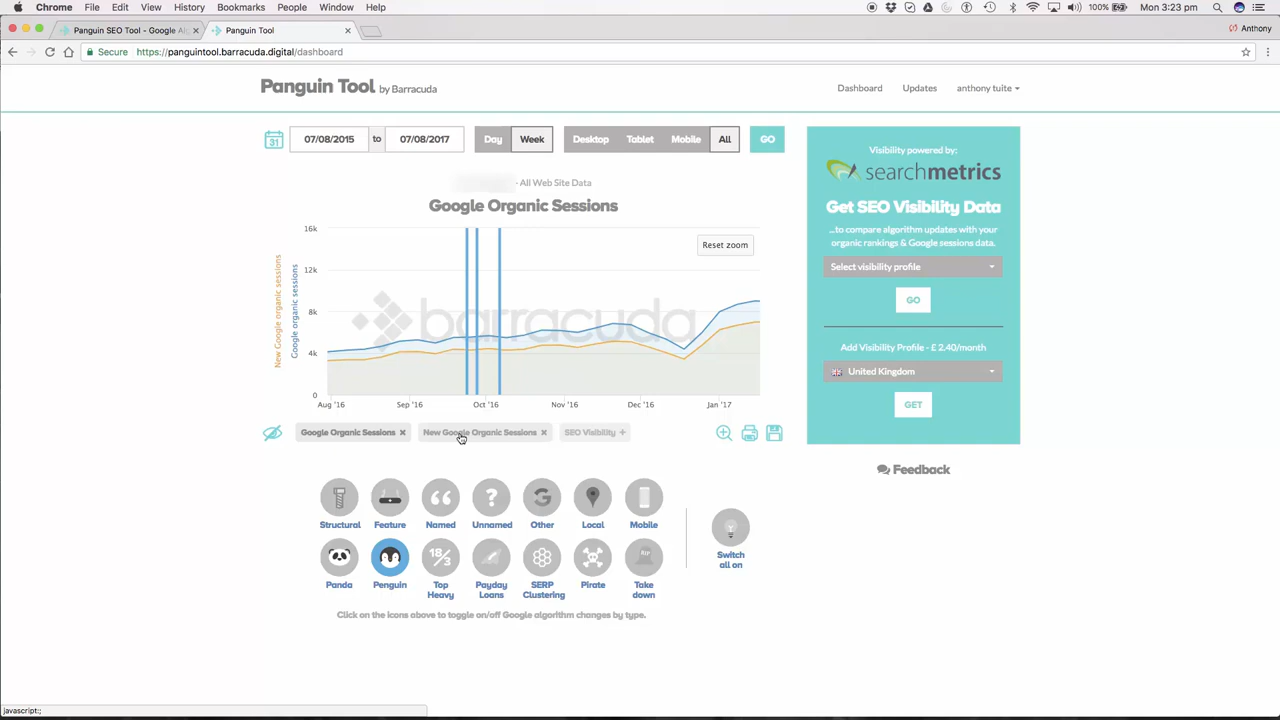 Chrome File Edit View History Bookmarks People Window Help 100% Mon 3:23 pm
Panguin SEO Tool - Google Al
Panguin Tool
Anthony
Secure https://panguintool.barracuda.digital/dashboard
Panguin Tool by Barracuda
Dashboard Updates anthony tuite
31 07/08/2015 to 07/08/2017 Day Week Desktop Tablet Mobile All GO
- All Web Site Data
Google Organic Sessions
16k
12k
8k
4k
0
New Google organic sessions
Google organic sessions
Reset zoom
barracuda
Aug '16 Sep '16 Oct '16 Nov '16 Dec '16 Jan '17
Google Organic Sessions × New Google Organic Sessions × SEO Visibility +
Structural Feature Named Unnamed Other Local Mobile
18/3
RIP
Panda Penguin Top Heavy Payday Loans SERP Clustering Pirate Take down
Switch all on
Click on the icons above to toggle on/off Google algorithm changes by type.
Visibility powered by:
searchmetrics
Get SEO Visibility Data
...to compare algorithm updates with your
organic rankings & Google sessions data.
Select visibility profile
GO
Add Visibility Profile - £ 2.40/month
United Kingdom
GET
Feedback
javascript:;